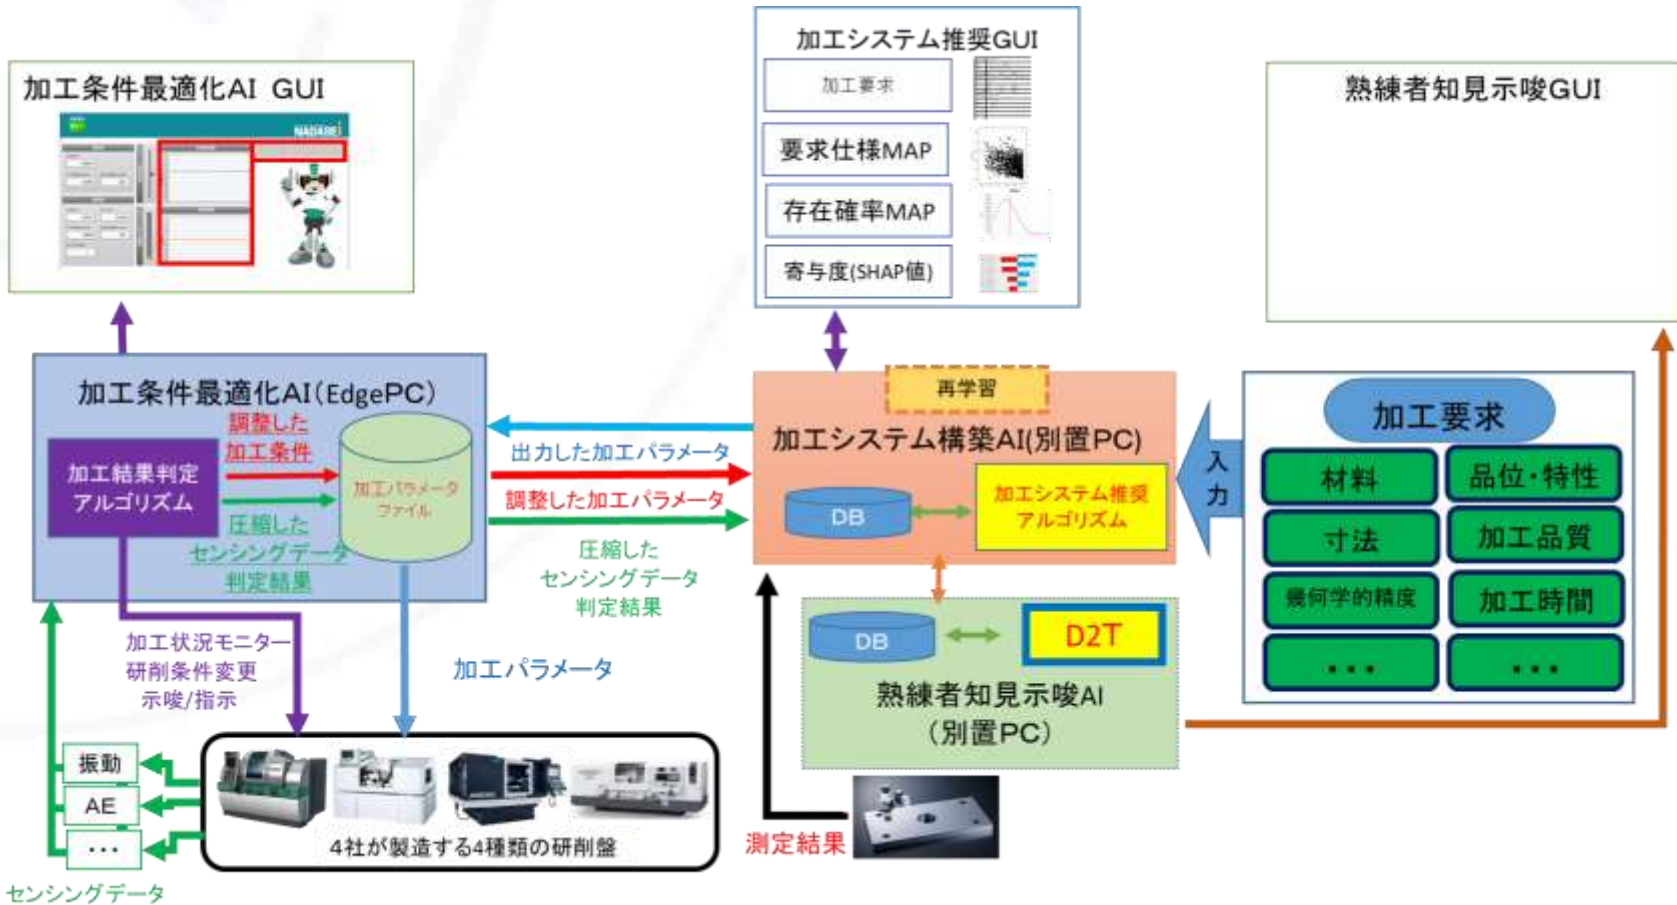 加工条件最適化AI GUI
NAGASEi
加工システム推奨GUI
加工要求
要求仕様MAP
存在確率MAP
寄与度(SHAP値)
熟練者知見示唆GUI
加工条件最適化AI(EdgePC)
加工結果判定
アルゴリズム
調整した
加工条件
圧縮した
センシングデータ
判定結果
加工パラメータ
ファイル
出力した加工パラメータ
調整した加工パラメータ
圧縮した
センシングデータ
判定結果
再学習
加工システム構築AI(別置PC)
DB
加工システム推奨
アルゴリズム
入力
加工要求
材料
品位・特性
寸法
加工品質
幾何学的精度
加工時間
・・・
・・・
DB
D2T
熟練者知見示唆AI
(別置PC)
加工状況モニター
研削条件変更
示唆/指示
加工パラメータ
振動
AE
・・・
センシングデータ
4社が製造する4種類の研削盤
測定結果